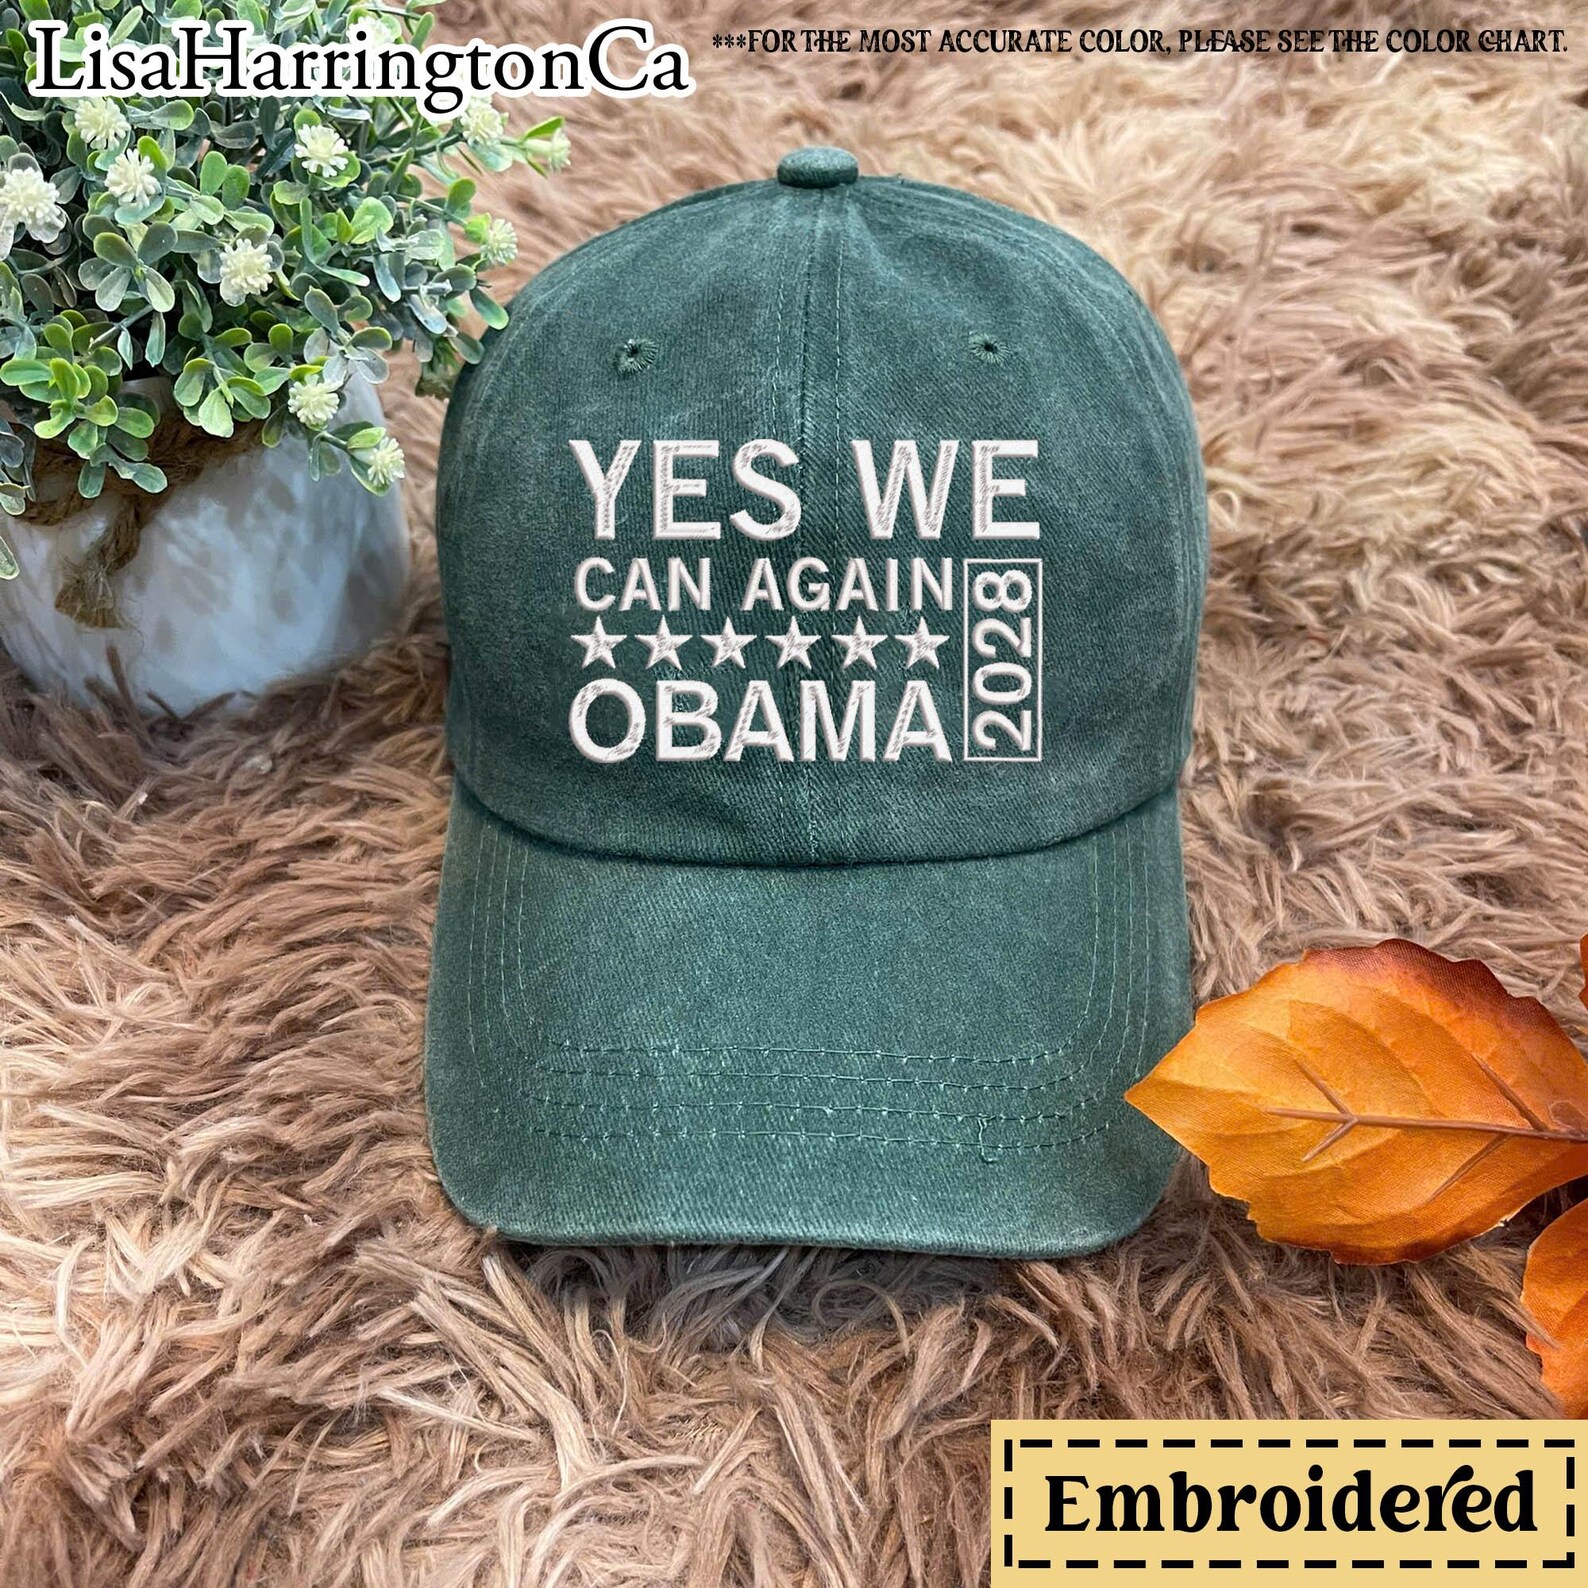 LisaHarringtonCa
***FOR THE MOST ACCURATE COLOR, PLEASE SEE THE COLOR CHART.
YES WE
CAN AGAIN
★★★★★★
OBAMA
2028
Embroidered